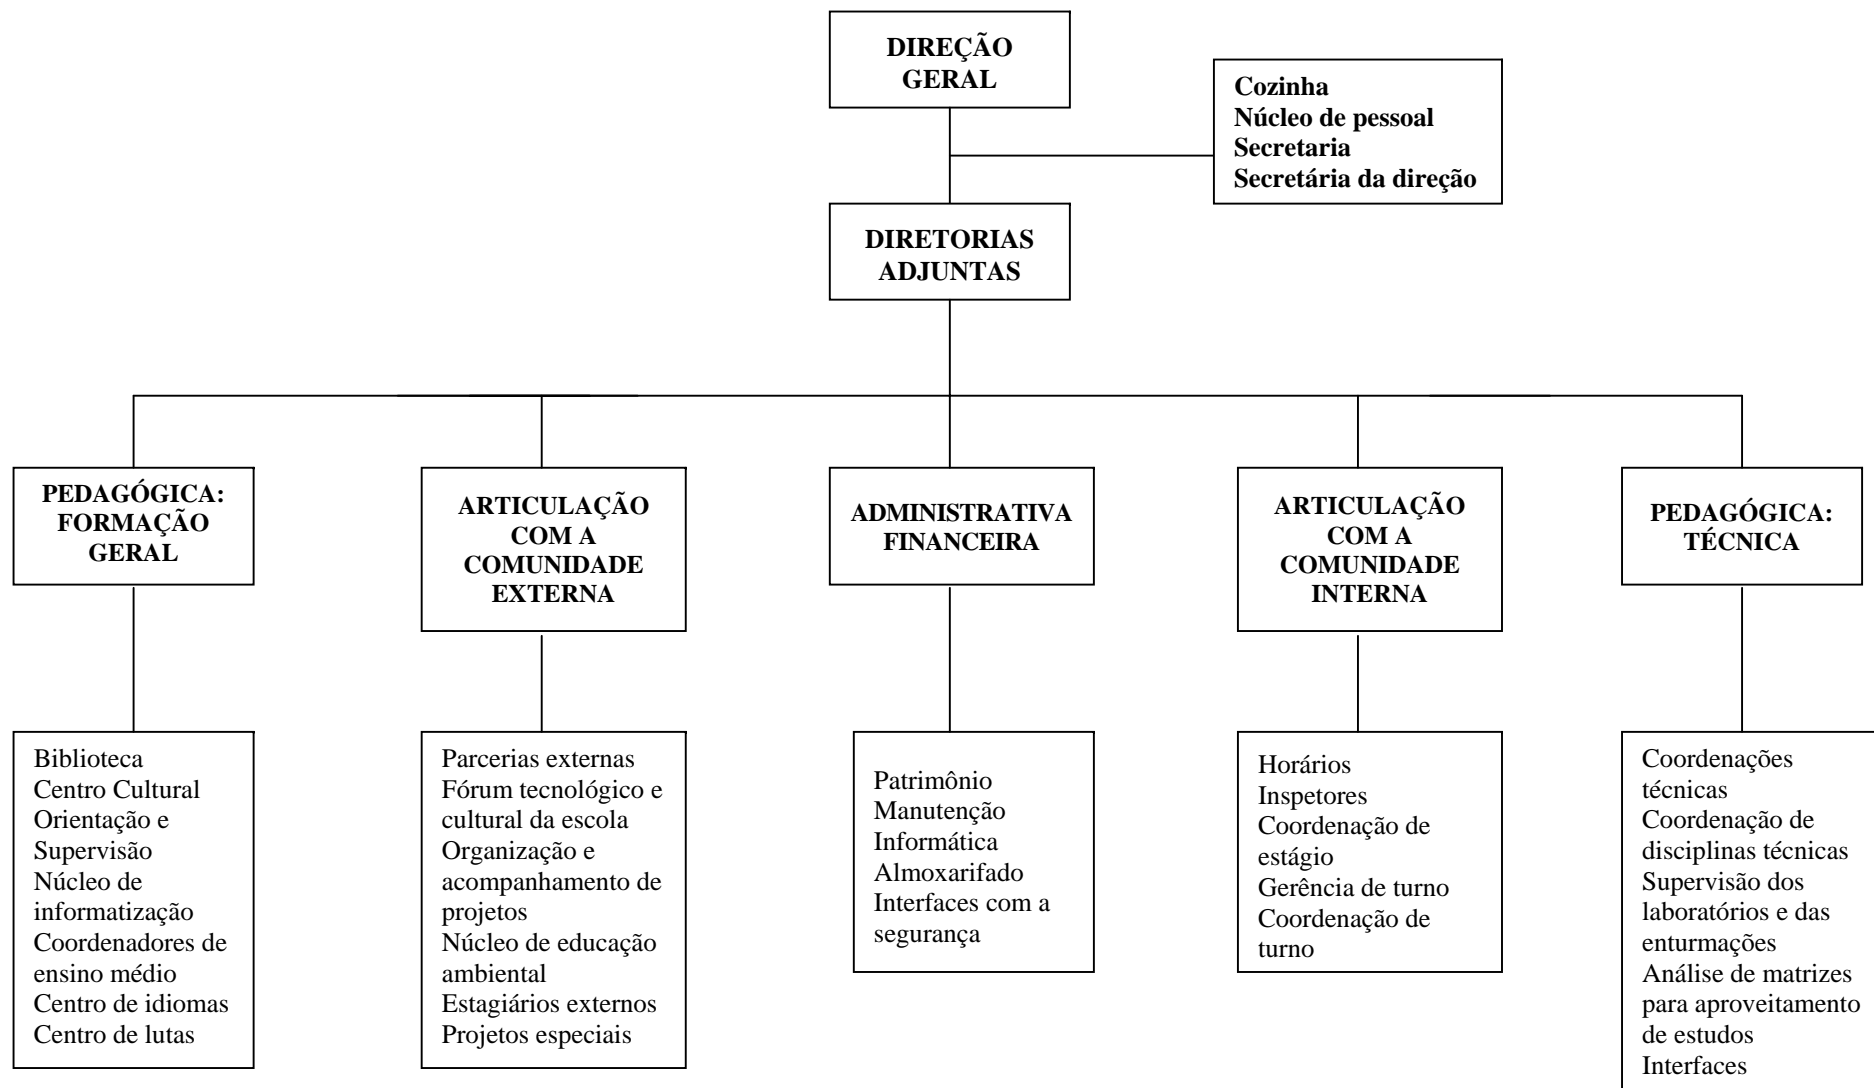 DIREÇÃO
GERAL
Cozinha
Núcleo de pessoal
Secretaria
Secretária da direção
DIRETORIAS
ADJUNTAS
PEDAGÓGICA:
FORMAÇÃO
GERAL
ARTICULAÇÃO
COM A
COMUNIDADE
EXTERNA
ADMINISTRATIVA
FINANCEIRA
ARTICULAÇÃO
COM A
COMUNIDADE
INTERNA
PEDAGÓGICA:
TÉCNICA
Biblioteca
Centro Cultural
Orientação e
Supervisão
Núcleo de
informatização
Coordenadores de
ensino médio
Centro de idiomas
Centro de lutas
Parcerias externas
Fórum tecnológico e
cultural da escola
Organização e
acompanhamento de
projetos
Núcleo de educação
ambiental
Estagiários externos
Projetos especiais
Patrimônio
Manutenção
Informática
Almoxarifado
Interfaces com a
segurança
Horários
Inspetores
Coordenação de
estágio
Gerência de turno
Coordenação de
turno
Coordenações
técnicas
Coordenação de
disciplinas técnicas
Supervisão dos
laboratórios e das
enturmações
Análise de matrizes
para aproveitamento
de estudos
Interfaces